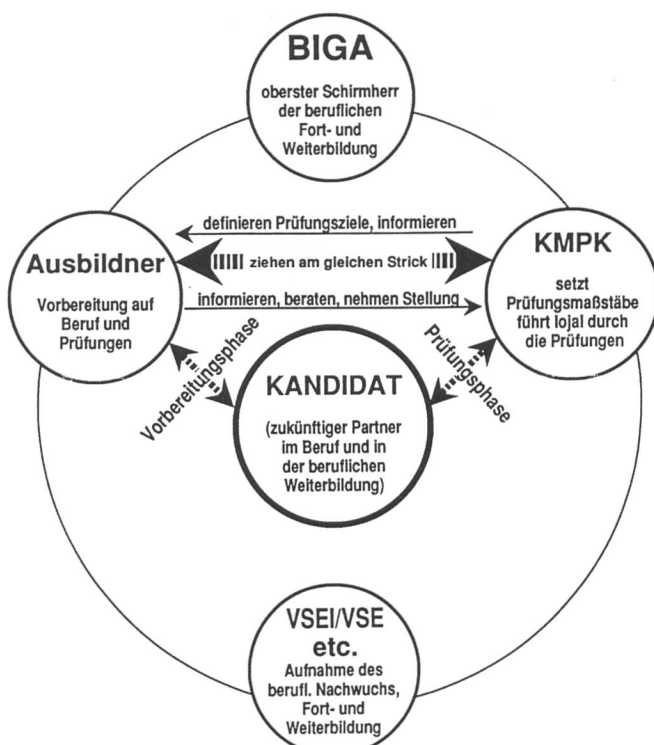 BIGA
oberster Schirmherr
der beruflichen
Fort- und
Weiterbildung
definieren Prüfungsziele, informieren
Ausbildner
Vorbereitung auf
Beruf und
Prüfungen
ziehen am gleichen Strick
KMPK
setzt
Prüfungsmaßstäbe
führt lojal durch
die Prüfungen
informieren, beraten, nehmen Stellung
Vorbereitungsphase
Prüfungsphase
KANDIDAT
(zukünftiger Partner
im Beruf und in
der beruflichen
Weiterbildung)
VSEI/VSE
etc.
Aufnahme des
berufl. Nachwuchs,
Fort- und
Weiterbildung